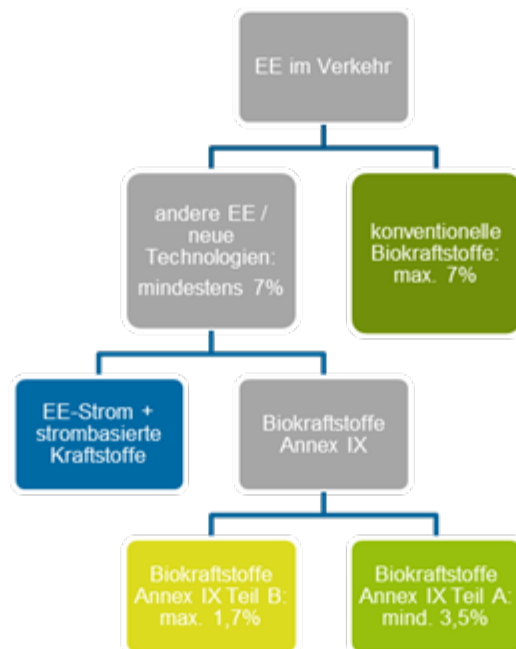 EE im Verkehr
andere EE /
neue
Technologien:
mindestens 7%
konventionelle
Biokraftstoffe:
max. 7%
EE-Strom +
strombasierte
Kraftstoffe
Biokraftstoffe
Annex IX
Biokraftstoffe
Annex IX Teil B:
max. 1,7%
Biokraftstoffe
Annex IX Teil A:
mind. 3,5%